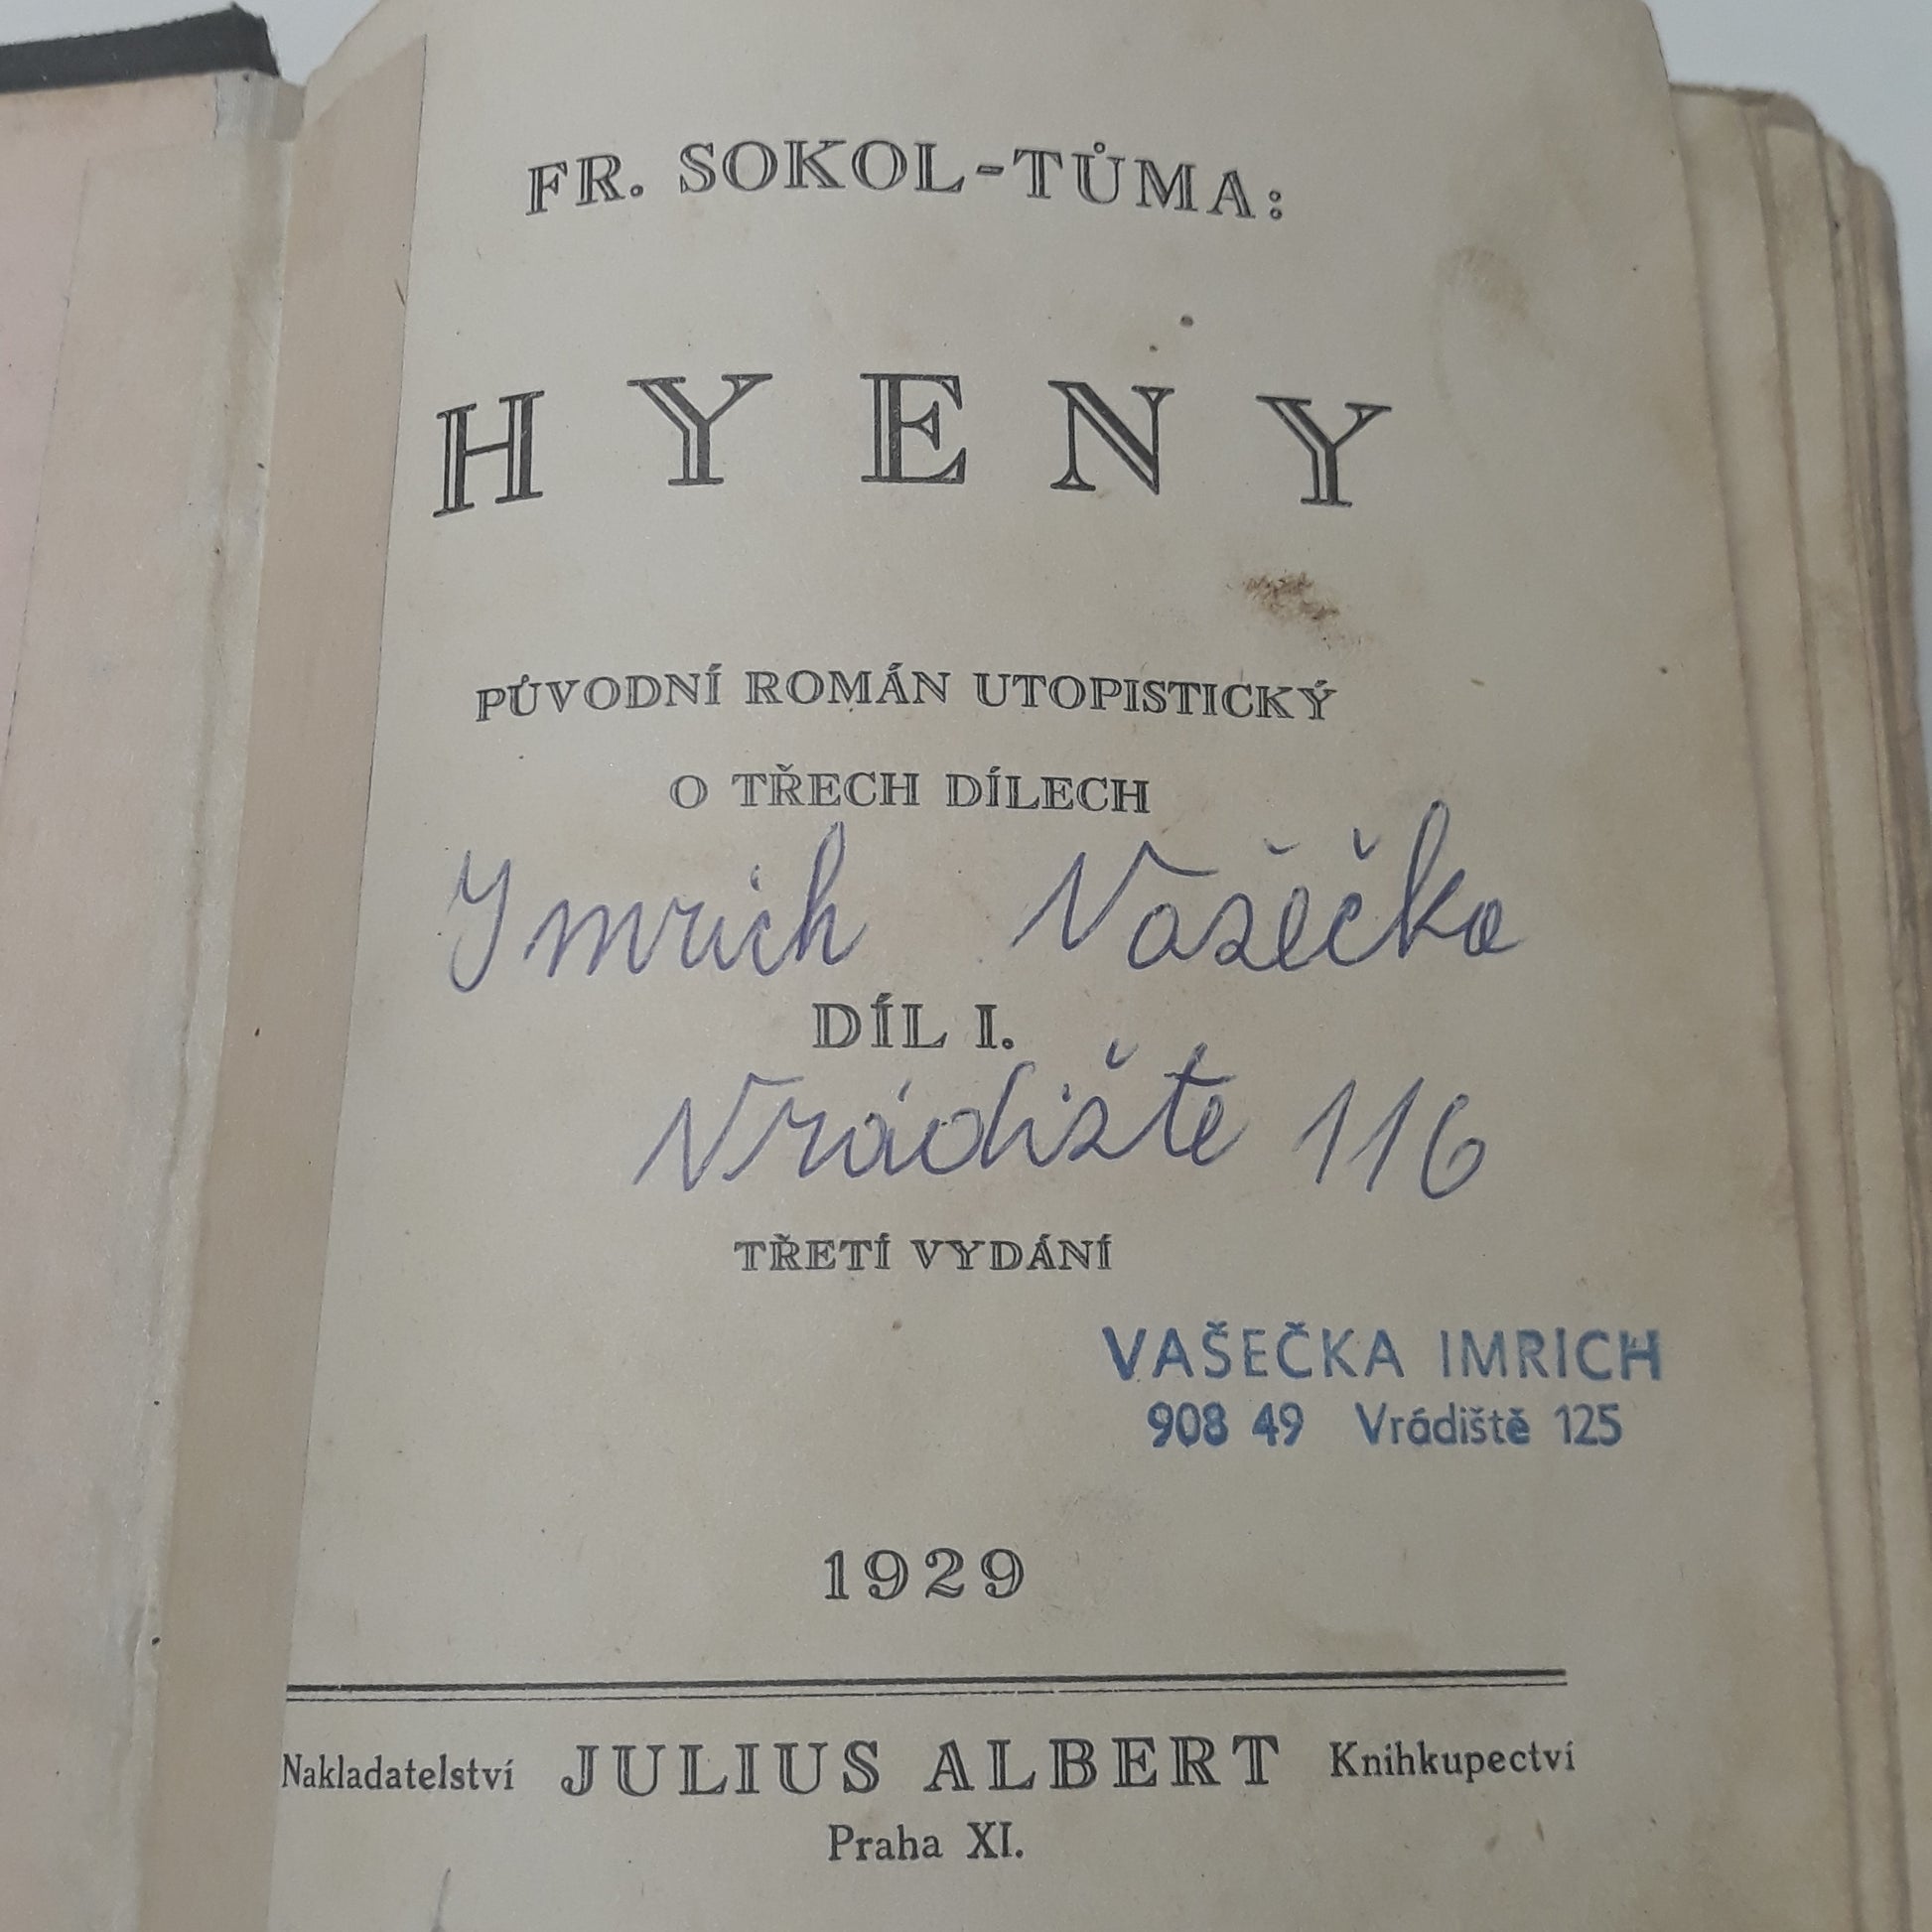 FR. SOKOL-TŮMA:
HYENY
PŮVODNÍ ROMÁN UTOPISTICKÝ
O TŘECH DÍLECH
Ymrich Vašečka
DÍL I.
Vrádište 116
TŘETÍ VYDÁNÍ
VAŠEČKA IMRICH
908 49 Vrádiště 125
1929
Nakladatelství JULIUS ALBERT Knihkupectví
Praha XI.